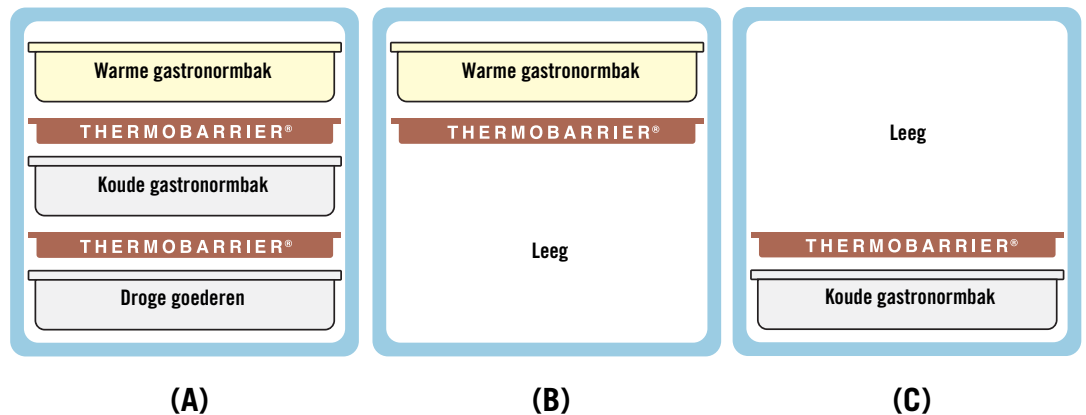 Warme gastronormbak
THERMOBARRIER®
Koude gastronormbak
THERMOBARRIER®
Droge goederen
(A)
Warme gastronormbak
THERMOBARRIER®
Leeg
(B)
Leeg
THERMOBARRIER®
Koude gastronormbak
(C)